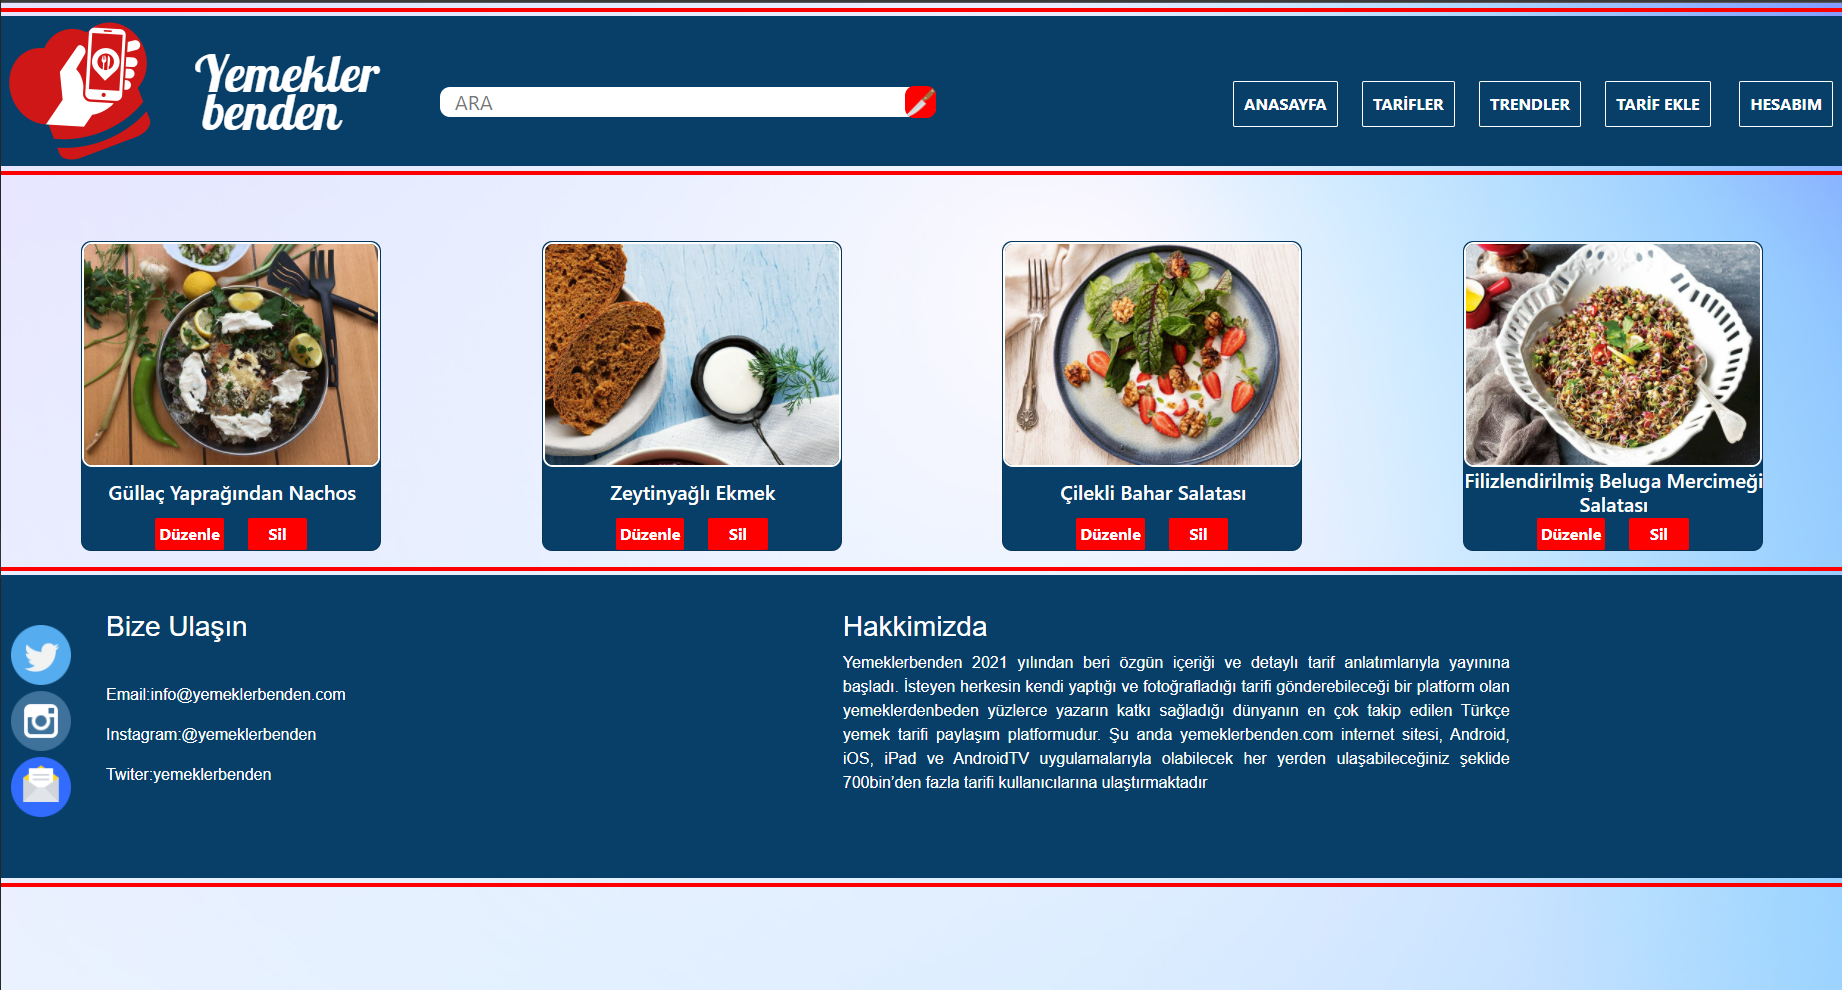 Yemekler
benden
ARA
ANASAYFA
TARİFLER
TRENDLER
TARİF EKLE
HESABIM
Güllaç Yaprağından Nachos
Düzenle
Sil
Zeytinyağlı Ekmek
Düzenle
Sil
Çilekli Bahar Salatası
Düzenle
Sil
Filizlendirilmiş Beluga Mercimeği
Salatası
Düzenle
Sil
Bize Ulaşın
Email:info@yemeklerbenden.com
Instagram:@yemeklerbenden
Twiter:yemeklerbenden
Hakkimizda
Yemeklerbenden 2021 yılından beri özgün içeriği ve detaylı tarif anlatımlarıyla yayınına
başladı. İsteyen herkesin kendi yaptığı ve fotoğrafladığı tarifi gönderebileceği bir platform olan
yemeklerdenbeden yüzlerce yazarın katkı sağladığı dünyanın en çok takip edilen Türkçe
yemek tarifi paylaşım platformudur. Şu anda yemeklerbenden.com internet sitesi, Android,
iOS, iPad ve AndroidTV uygulamalarıyla olabilecek her yerden ulaşabileceğiniz şeklide
700bin’den fazla tarifi kullanıcılarına ulaştırmaktadır